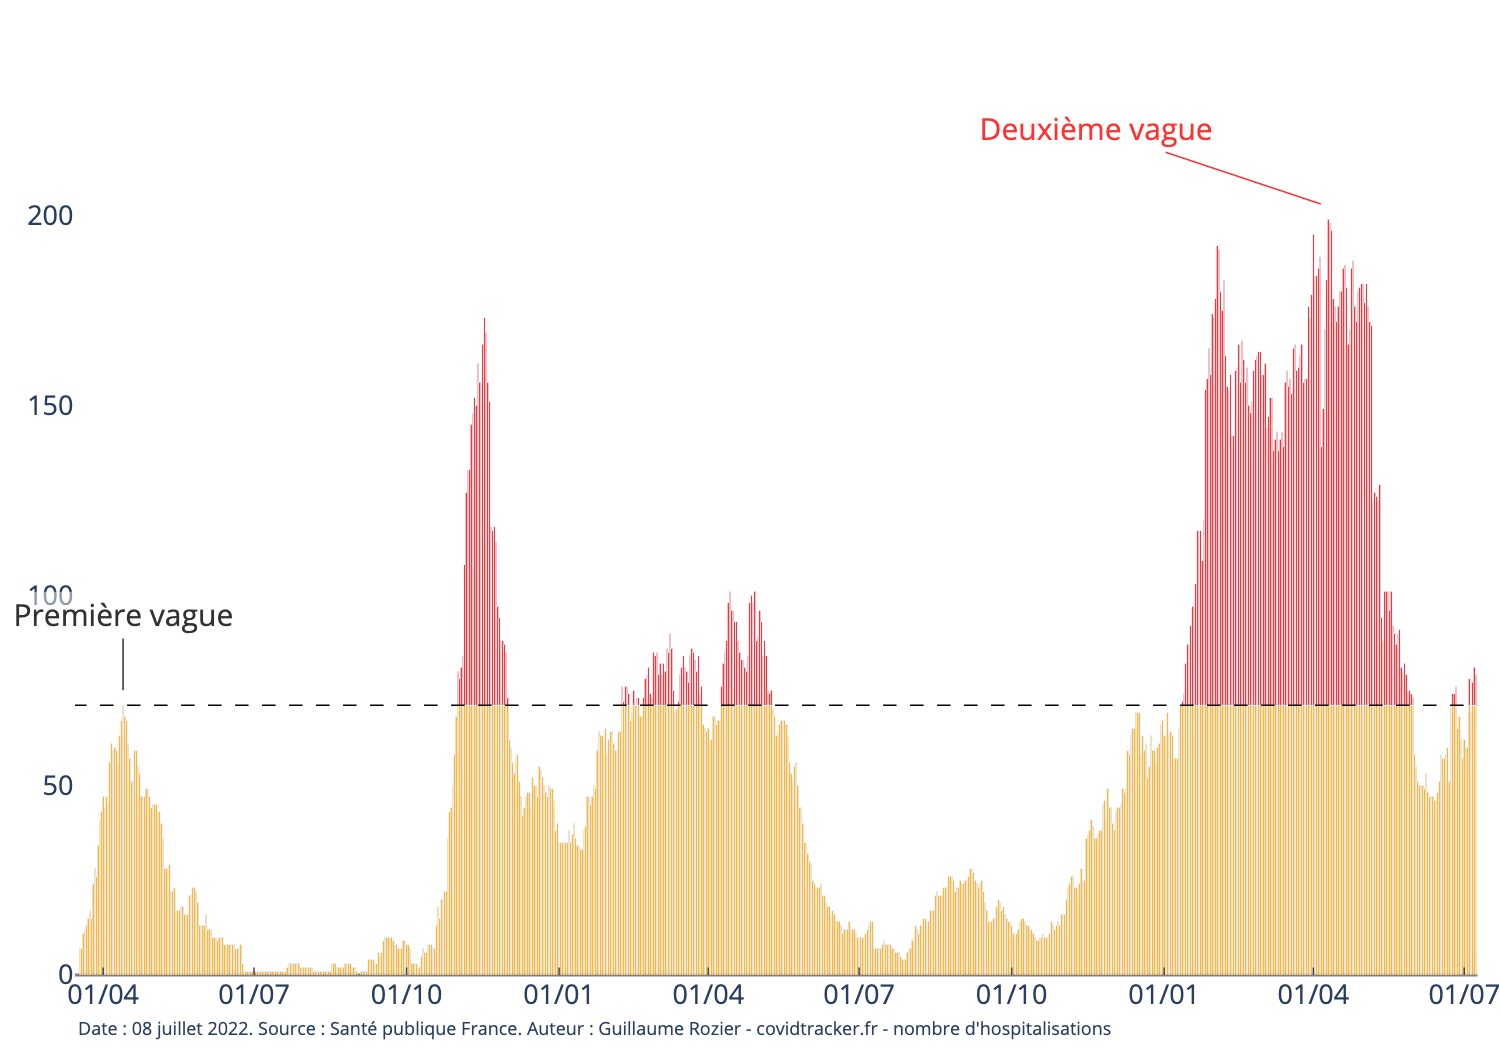 Deuxième vague
200
150
100
Première vague
50
0
01/04 01/07 01/10 01/01 01/04 01/07 01/10 01/01 01/04 01/07
Date : 08 juillet 2022. Source : Santé publique France. Auteur : Guillaume Rozier - covidtracker.fr - nombre d'hospitalisations